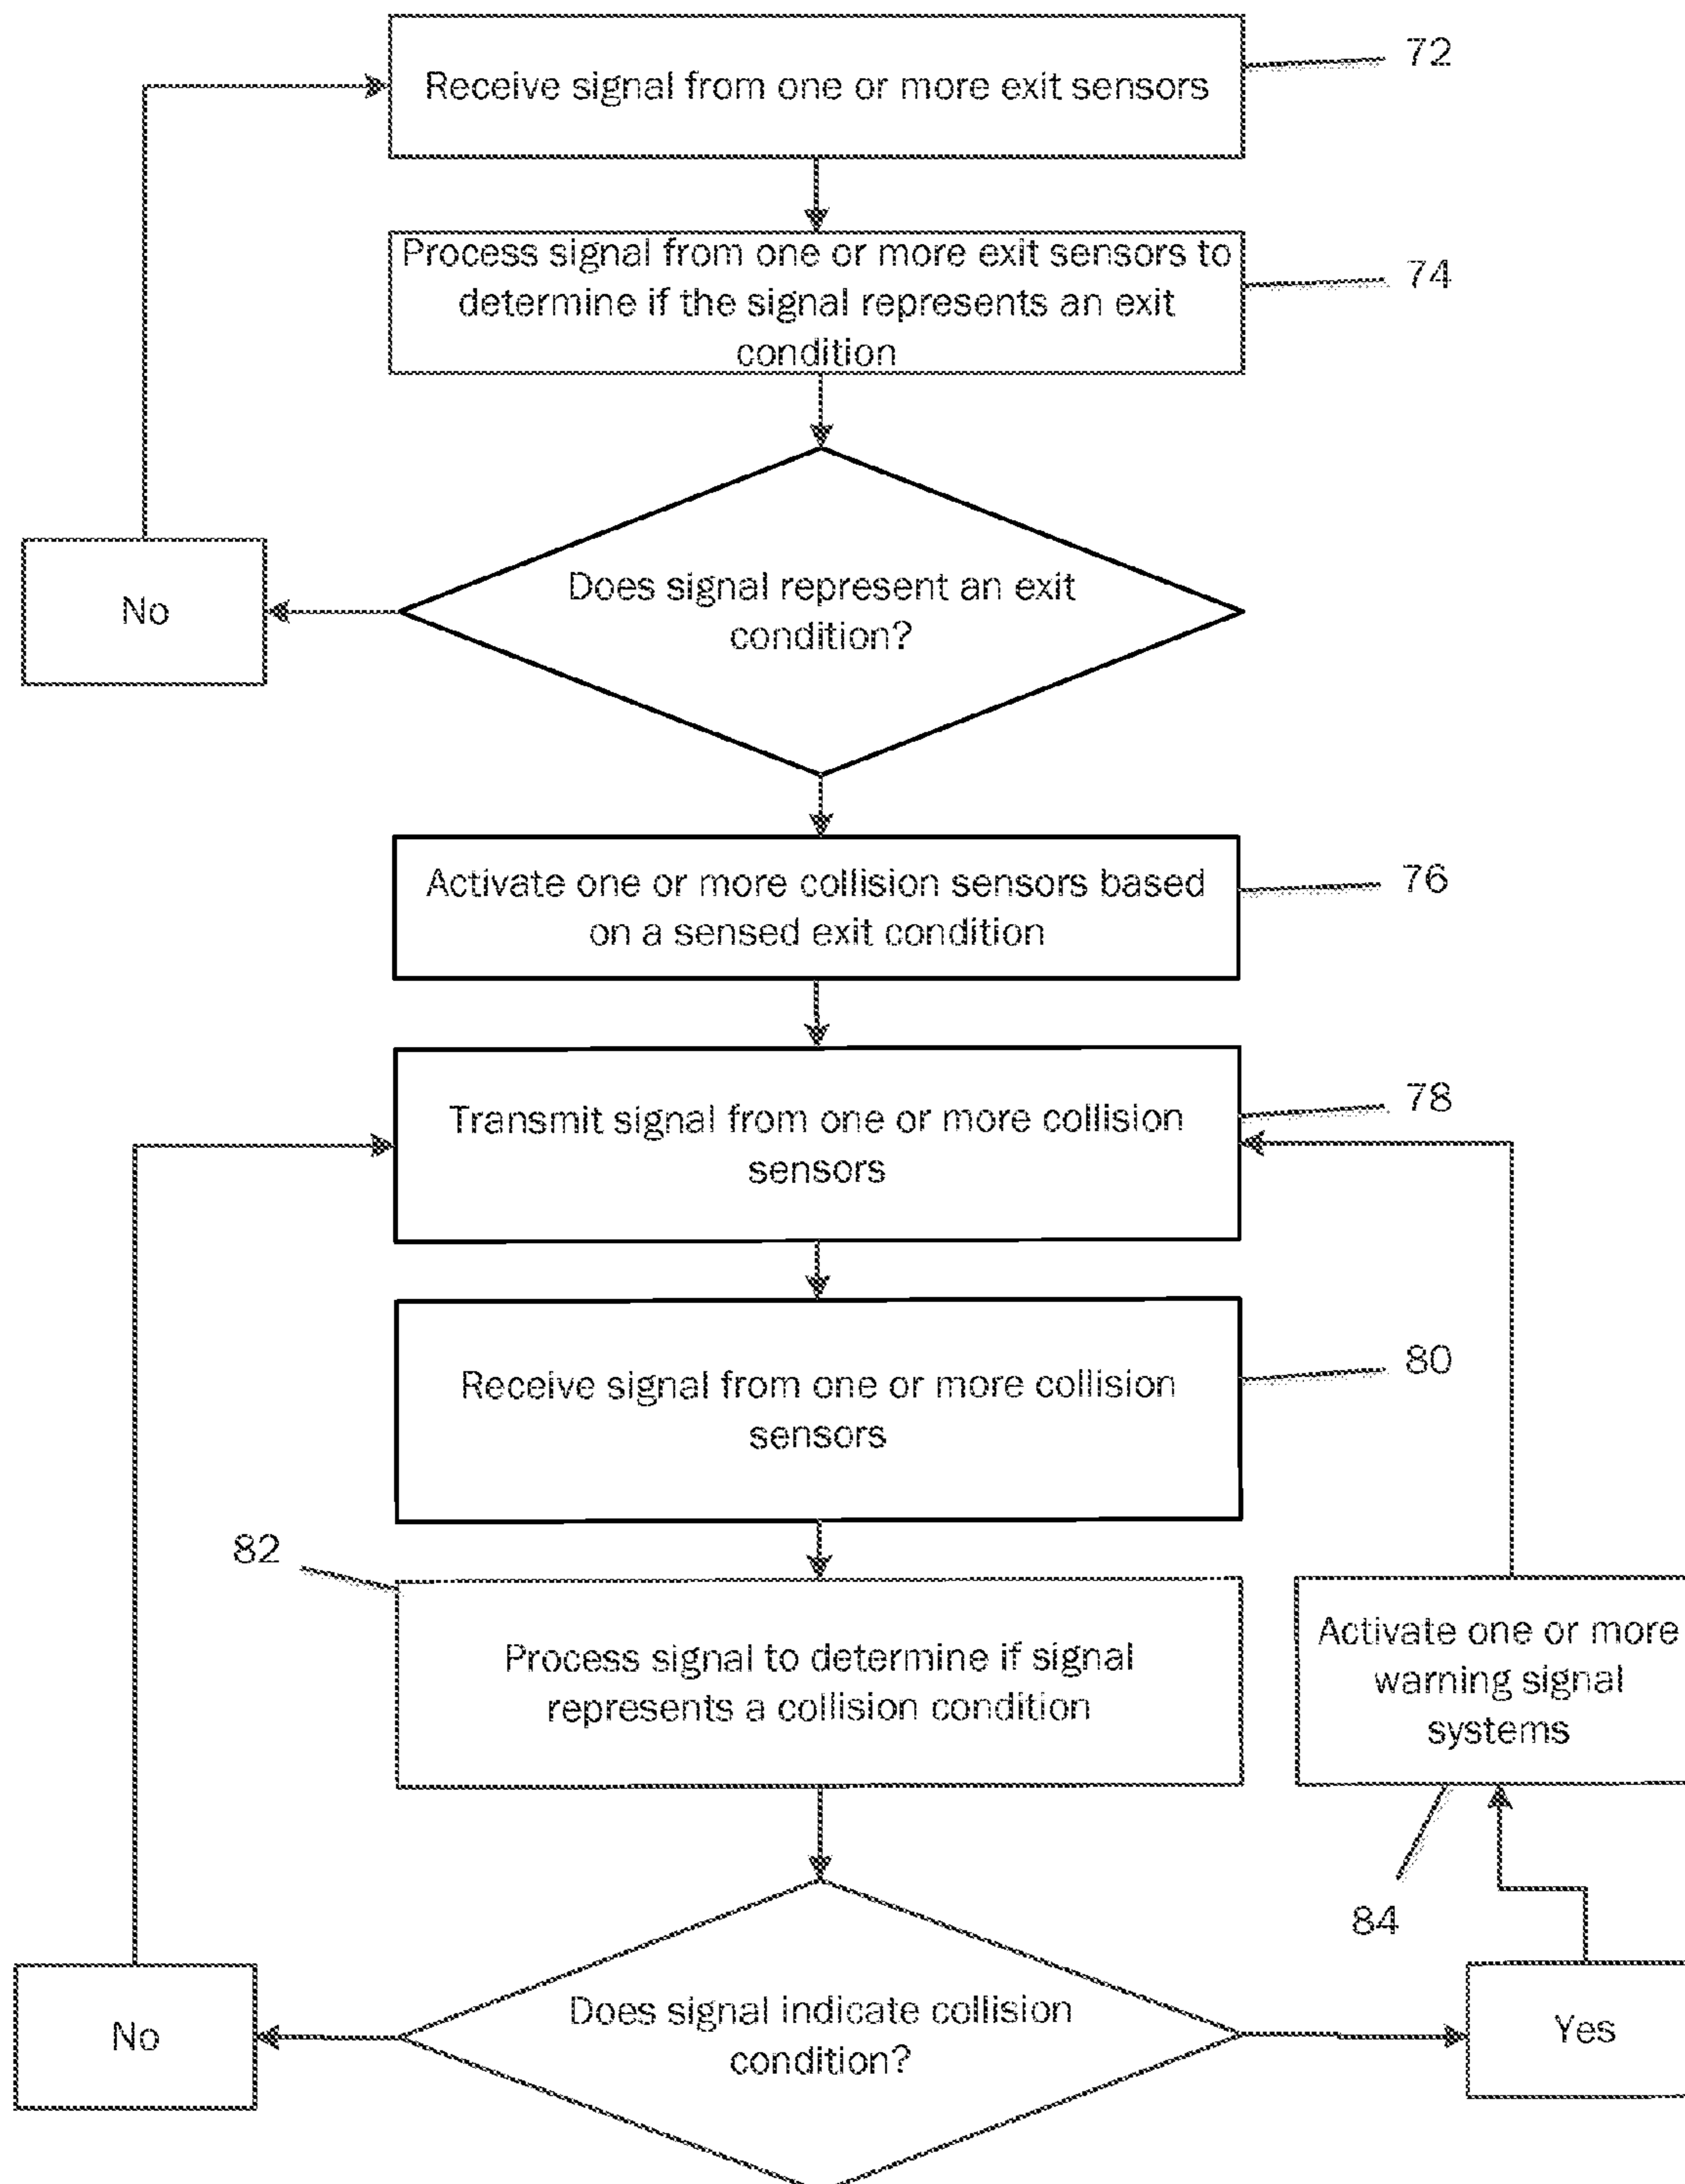 Receive signal from one or more exit sensors
72
Process signal from one or more exit sensors to
determine if the signal represents an exit
condition
74
Does signal represent an exit
condition?
No
Activate one or more collision sensors based
on a sensed exit condition
76
Transmit signal from one or more collision
sensors
78
Receive signal from one or more collision
sensors
80
82
Process signal to determine if signal
represents a collision condition
Activate one or more
warning signal
systems
84
Does signal indicate collision
condition?
No
Yes